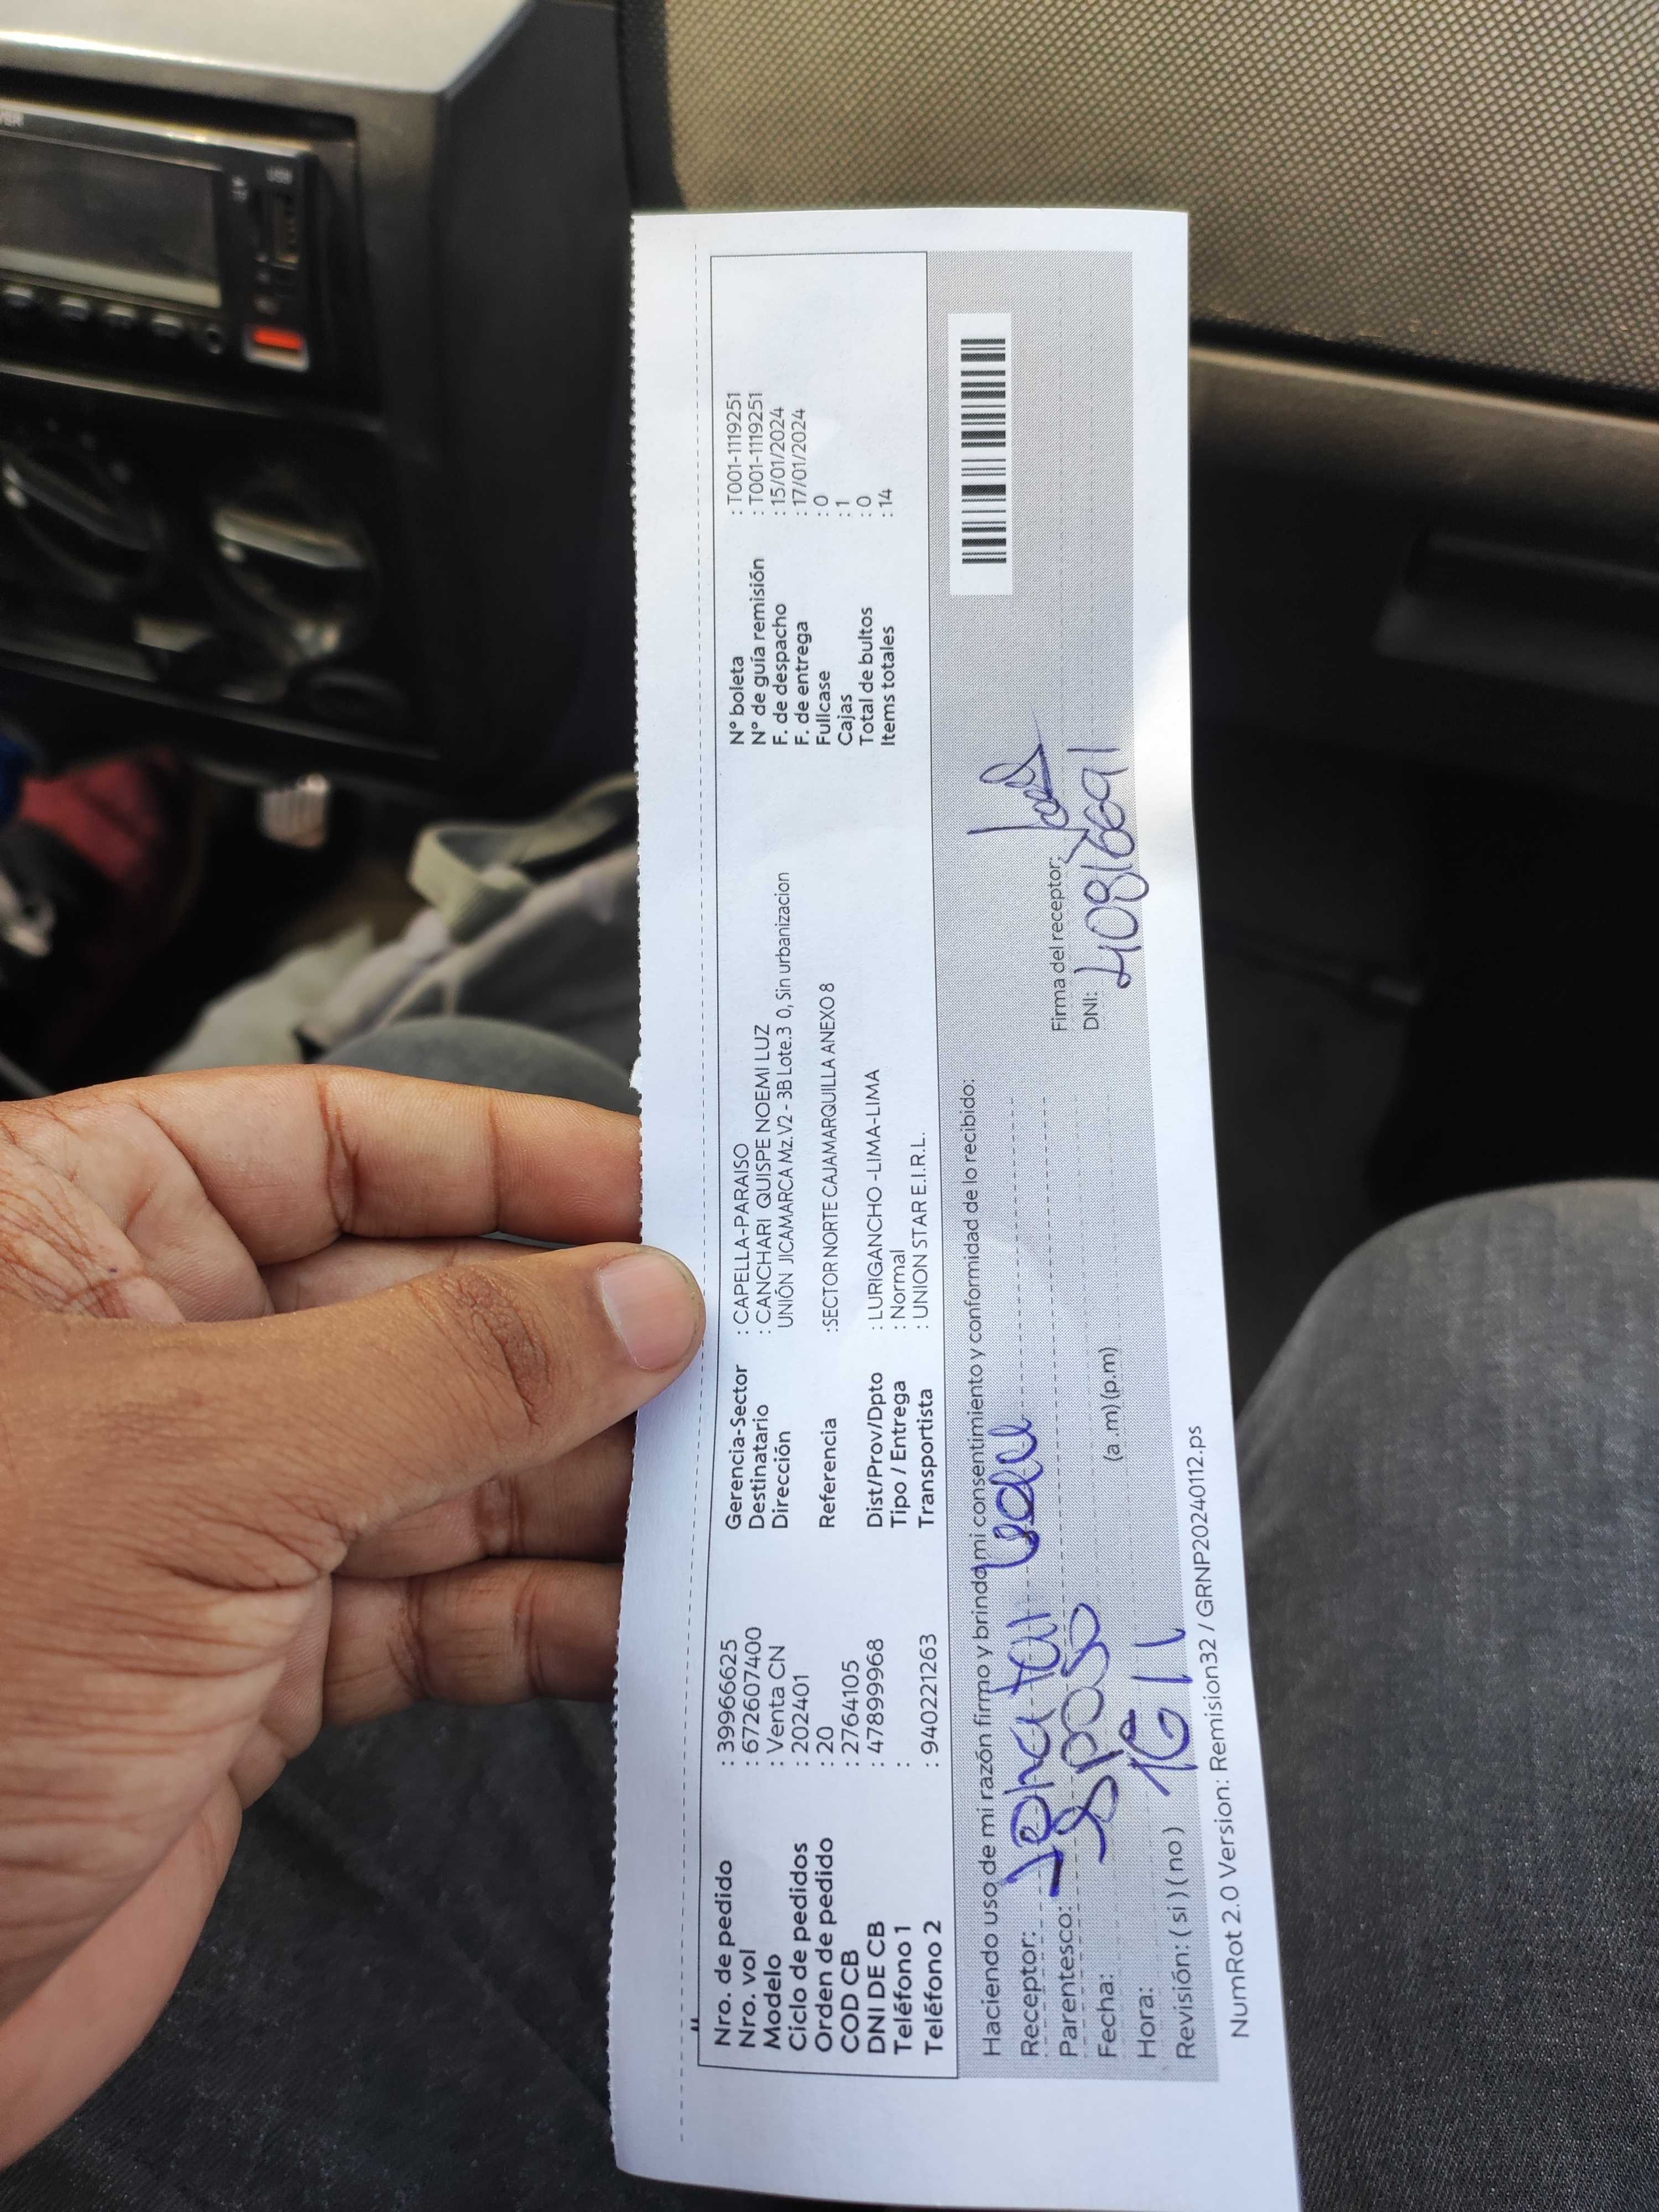 Nro. de pedido : 39966625
Nro. vol : 672607400
Modelo : Venta CN
Ciclo de pedidos : 202401
Orden de pedido : 20
COD CB : 2764105
DNI DE CB : 47899968
Teléfono 1 :
Teléfono 2 : 940221263
Gerencia-Sector : CAPELLA-PARAISO
Destinatario : CANCHARI QUISPE NOEMI LUZ
Dirección UNIÓN JICAMARCA Mz.V2 - 3B Lote.3 0, Sin urbanizacion
Referencia :SECTOR NORTE CAJAMARQUILLA ANEXO 8
Dist/Prov/Dpto : LURIGANCHO -LIMA-LIMA
Tipo / Entrega : Normal
Transportista : UNION STAR E.I.R.L.
N° boleta : T001-1119251
N° de guía remisión : T001-1119251
F. de despacho : 15/01/2024
F. de entrega : 17/01/2024
Fullcase : 0
Cajas : 1
Total de bultos : 0
Items totales : 14
Haciendo uso de mi razón firmo y brindo mi consentimiento y conformidad de lo recibido:
Receptor:
Parentesco: Esposo
Fecha: 16 1
Hora: (a .m) (p.m)
Revisión: ( si ) ( no )
Firma del receptor:
DNI: 40816691
NumRot 2.0 Version: Remision32 / GRNP20240112.ps
USB